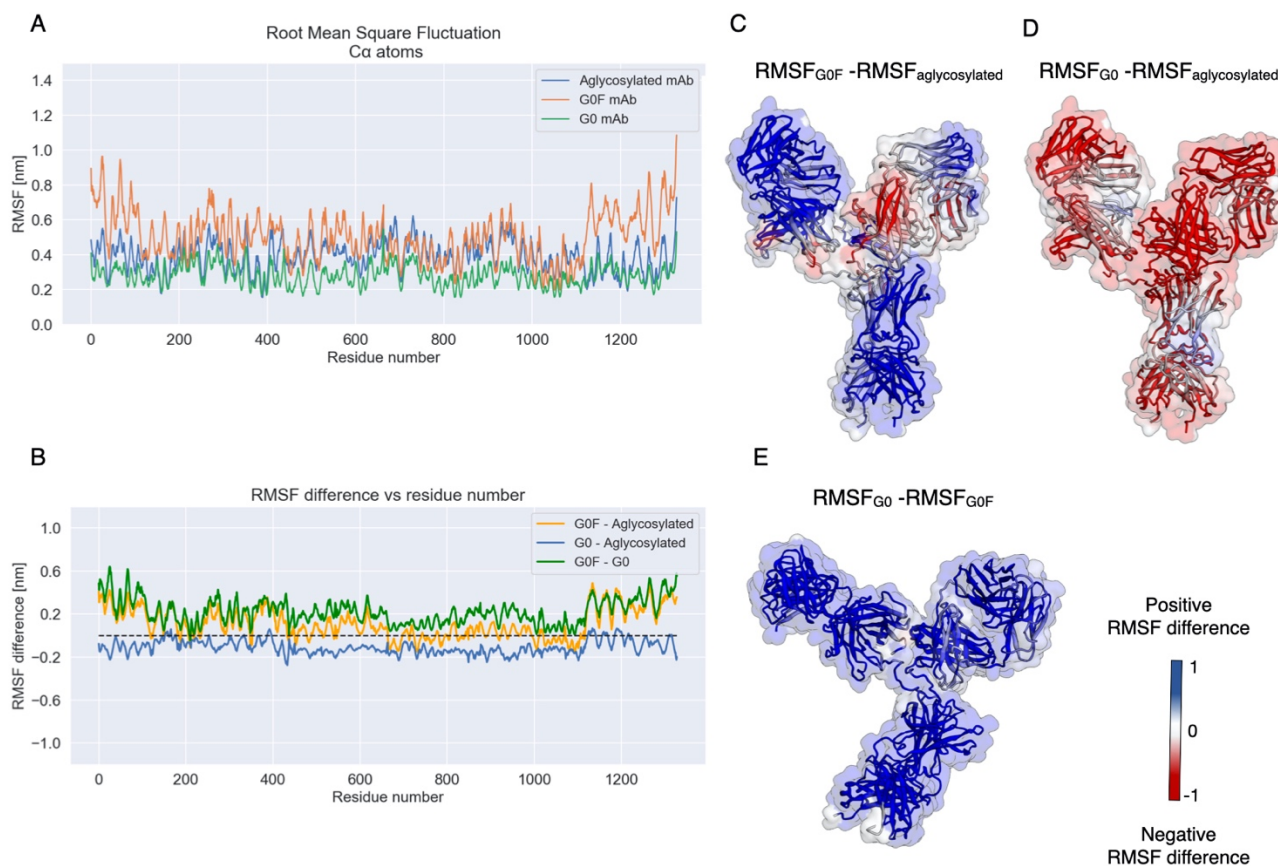 A
Root Mean Square Fluctuation
Cα atoms
Aglycosylated mAb
G0F mAb
G0 mAb
1.4
1.2
1.0
0.8
0.6
0.4
0.2
0.0
RMSF [nm]
0 200 400 600 800 1000 1200
Residue number
B
RMSF difference vs residue number
G0F - Aglycosylated
G0 - Aglycosylated
G0F - G0
1.0
0.6
0.2
−0.2
−0.6
−1.0
RMSF difference [nm]
0 200 400 600 800 1000 1200
Residue number
C
RMSFG0F -RMSFaglycosylated
D
RMSFG0 -RMSFaglycosylated
E
RMSFG0 -RMSFG0F
Positive
RMSF difference
1
0
-1
Negative
RMSF difference